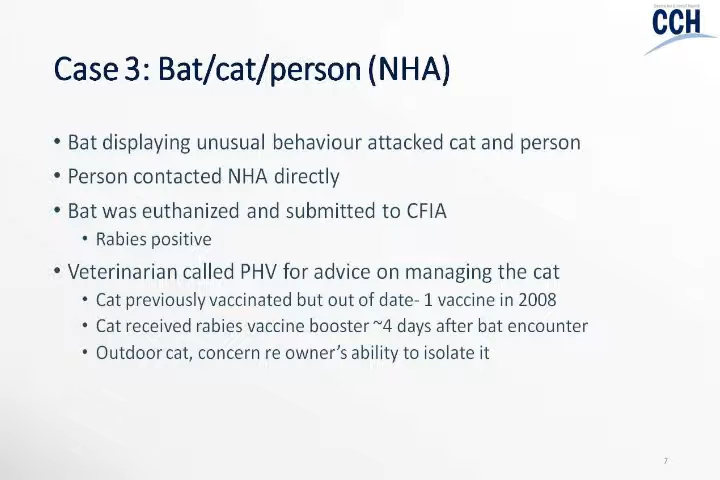 CCH
Case 3: Bat/cat/person (NHA)
• Bat displaying unusual behaviour attacked cat and person
• Person contacted NHA directly
• Bat was euthanized and submitted to CFIA
• Rabies positive
• Veterinarian called PHV for advice on managing the cat
• Cat previously vaccinated but out of date- 1 vaccine in 2008
• Cat received rabies vaccine booster ~4 days after bat encounter
• Outdoor cat, concern re owner's ability to isolate it
7